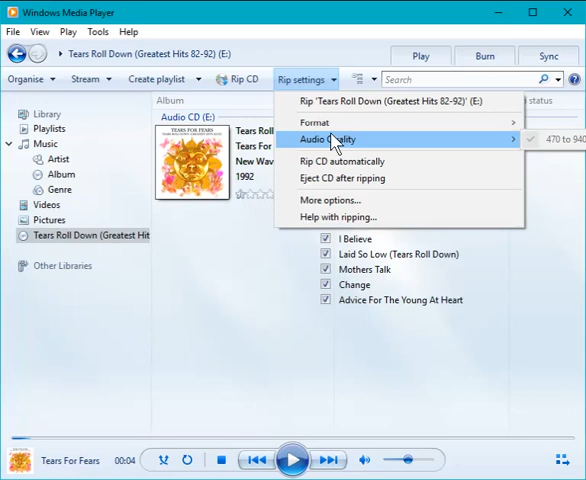 Windows Media Player
File View Play Tools Help
Tears Roll Down (Greatest Hits 82-92) (E:)
Play Burn Sync
Organise Stream Create playlist Rip CD Rip settings Search
Album status
Library
Playlists
Music
Artist
Album
Genre
Videos
Pictures
Tears Roll Down (Greatest Hit
Other Libraries
Audio CD (E:)
TEARS FOR FEARS
Tears Roll
Tears For
New Wav
1992
Rip 'Tears Roll Down (Greatest Hits 82-92)' (E:)
Format
Audio Quality
470 to 940
Rip CD automatically
Eject CD after ripping
More options...
Help with ripping...
I Believe
Laid So Low (Tears Roll Down)
Mothers Talk
Change
Advice For The Young At Heart
Tears For Fears 00:04